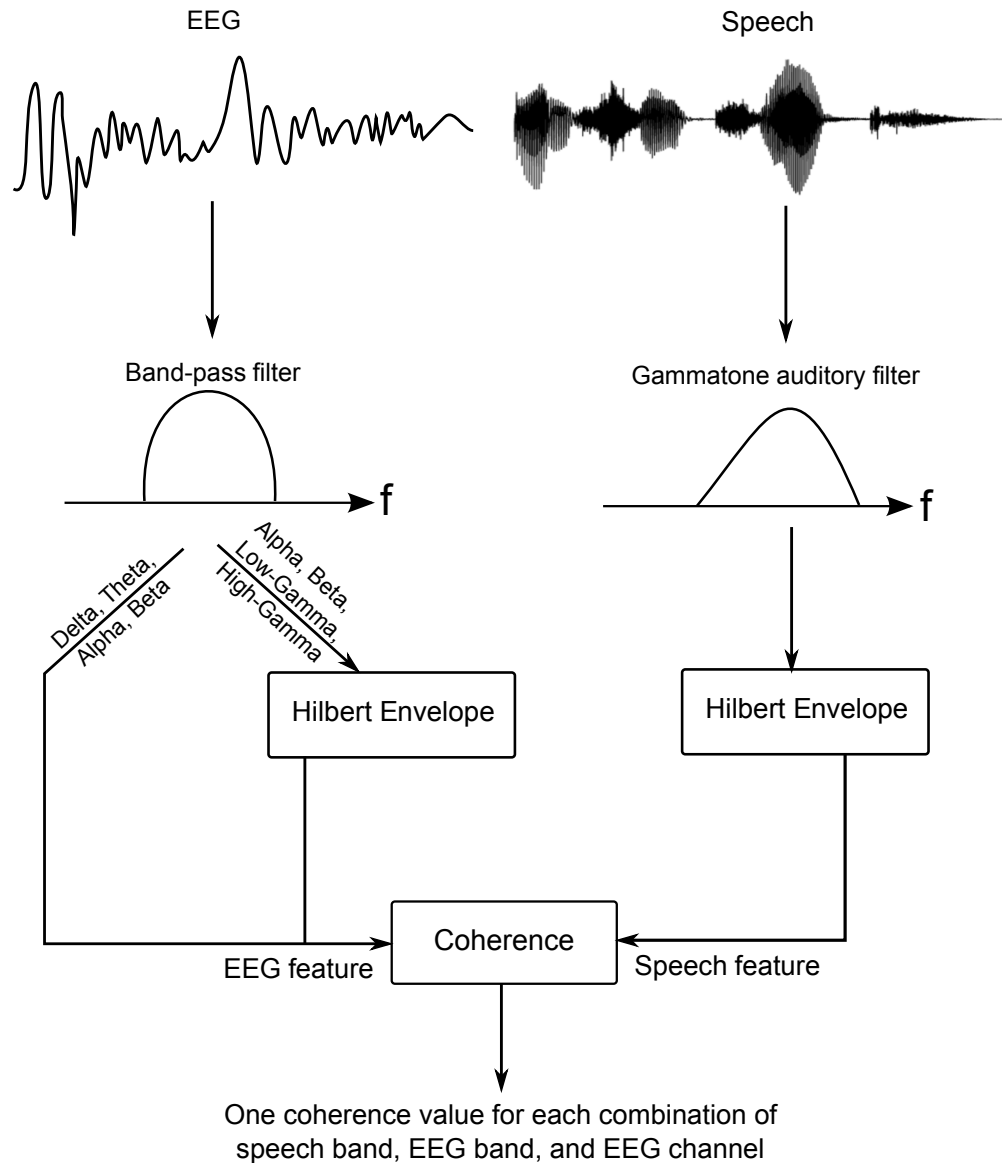 EEG
Speech
Band-pass filter
Gammatone auditory filter
f
f
Delta, Theta,
Alpha, Beta
Alpha, Beta,
Low-Gamma,
High-Gamma
Hilbert Envelope
Hilbert Envelope
Coherence
EEG feature
Speech feature
One coherence value for each combination of
speech band, EEG band, and EEG channel